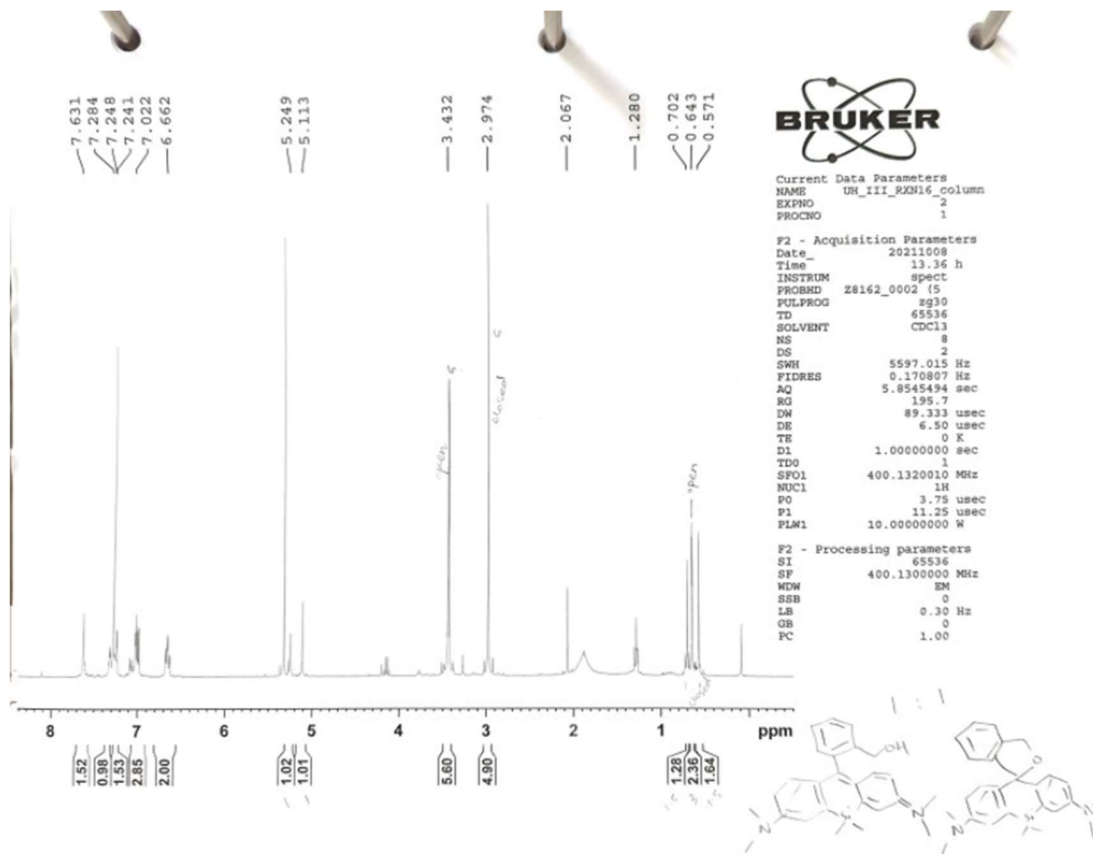 7.631
7.284
7.248
7.241
7.022
6.662
5.249
5.113
3.432
2.974
2.067
1.280
0.702
0.643
0.571
BRUKER
Current Data Parameters
NAME UH_III_RXN16_column
EXPNO 2
PROCNO 1
F2 - Acquisition Parameters
Date_ 20211008
Time 13.36 h
INSTRUM spect
PROBHD Z8162_0002 (5
PULPROG zg30
TD 65536
SOLVENT CDCl3
NS 8
DS 2
SWH 5597.015 Hz
FIDRES 0.170807 Hz
AQ 5.8545494 sec
RG 195.7
DW 89.333 usec
DE 6.50 usec
TE 0 K
D1 1.00000000 sec
TD0 1
SFO1 400.1320010 MHz
NUC1 1H
P0 3.75 usec
P1 11.25 usec
PLW1 10.00000000 W
F2 - Processing parameters
SI 65536
SF 400.1300000 MHz
WDW EM
SSB 0
LB 0.30 Hz
GB 0
PC 1.00
6
6
open
closed
open
8 7 6 5 4 3 2 1 ppm
1.52
0.98
1.53
2.85
2.00
1.02
1.01
5.60
4.90
1.28
2.36
1.64
1 : 1
1 : 1
OH
O
Si
N
N
Si
N
N